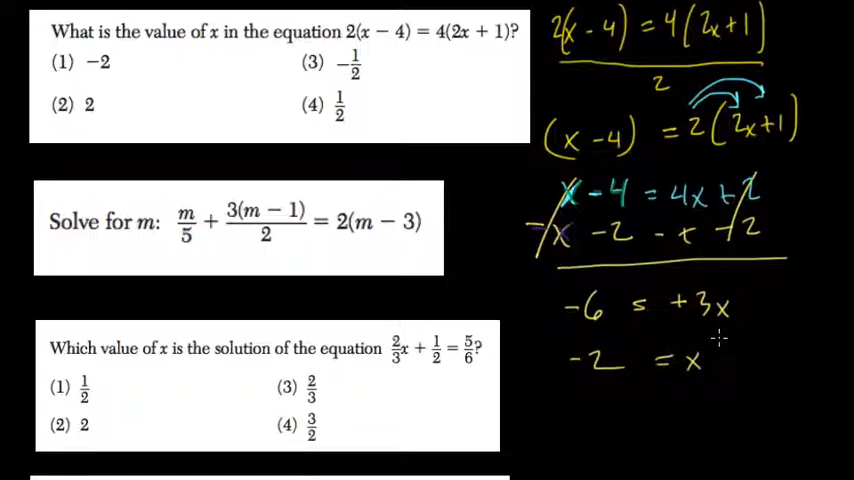 What is the value of x in the equation 2(x − 4) = 4(2x + 1)?
(1) −2 (3) −1/2
(2) 2 (4) 1/2
Solve for m: m/5 + 3(m − 1)/2 = 2(m − 3)
Which value of x is the solution of the equation 2/3x + 1/2 = 5/6?
(1) 1/2 (3) 2/3
(2) 2 (4) 3/2
2(x - 4) = 4(2x+1)
2
(x - 4) = 2(2x+1)
x - 4 = 4x + 2
-x - 2 - x - 2
-6 = +3x
-2 = x